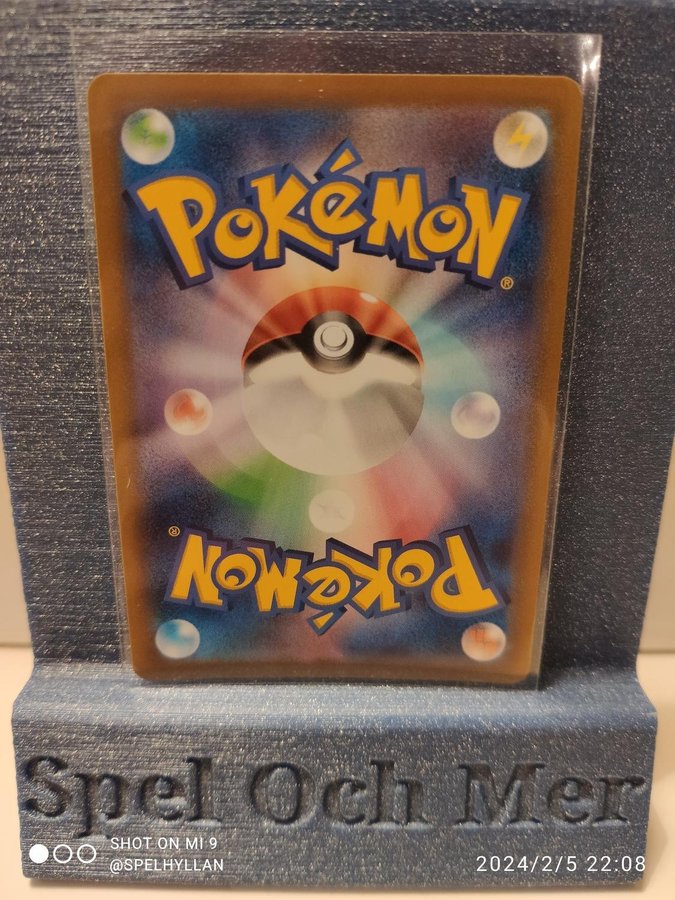 POKéMON®
POKéMON®
Spel Och Mer
SHOT ON MI 9
@SPELHYLLAN
2024/2/5 22:08